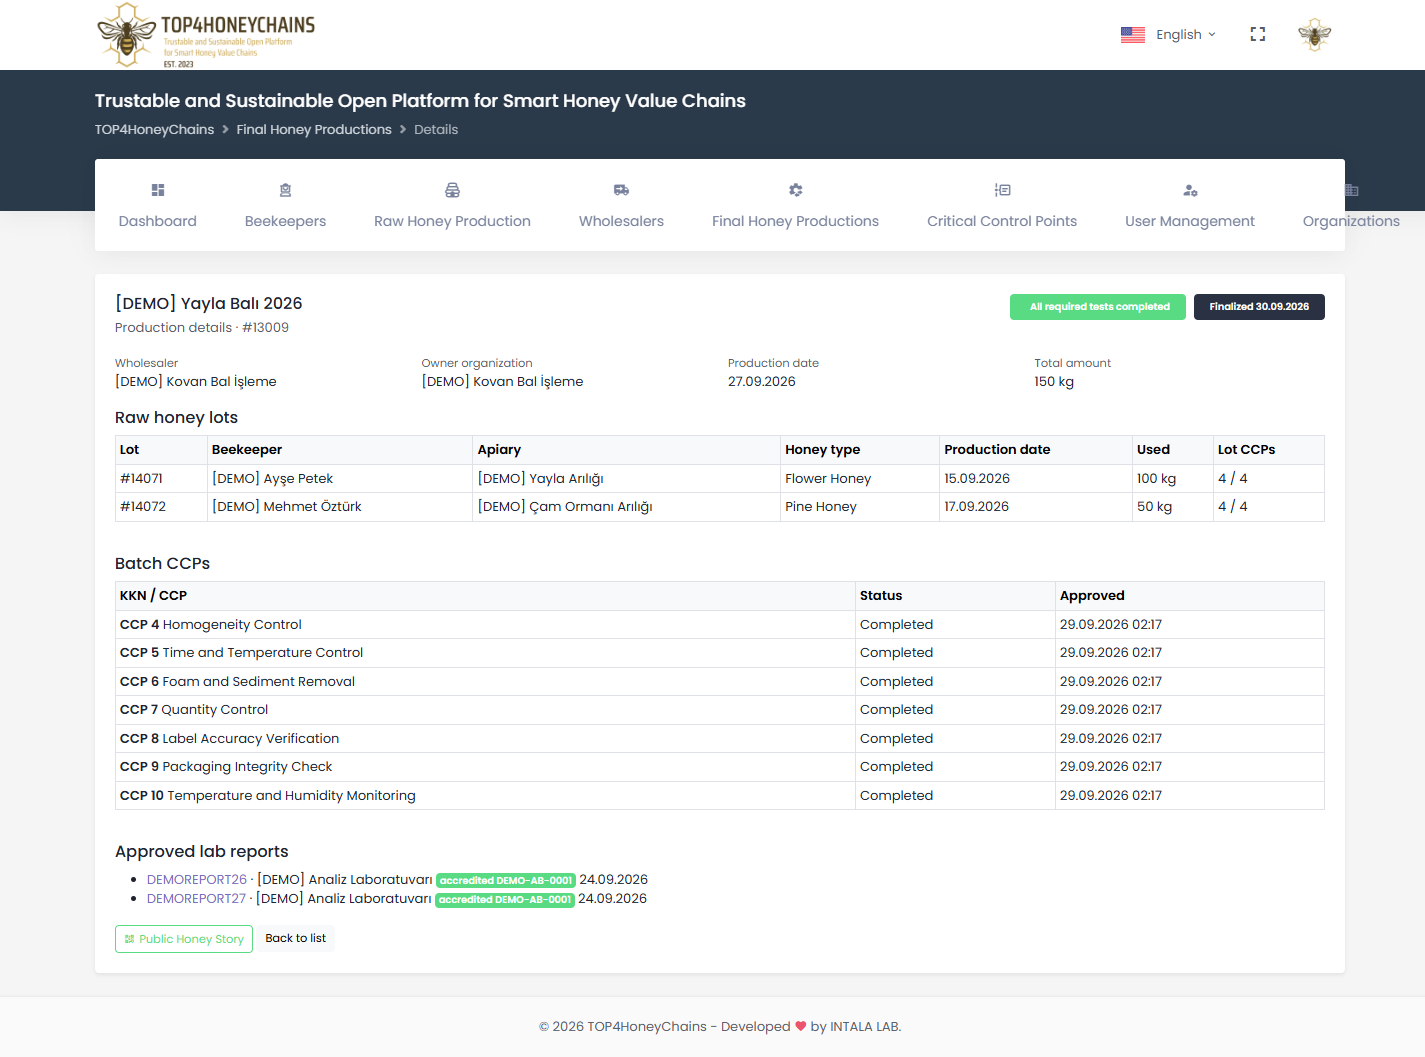 TOP4HONEYCHAINS
Trustable and Sustainable Open Platform
for Smart Honey Value Chains
EST. 2023
English
Trustable and Sustainable Open Platform for Smart Honey Value Chains
TOP4HoneyChains > Final Honey Productions > Details
Dashboard Beekeepers Raw Honey Production Wholesalers Final Honey Productions Critical Control Points User Management Organizations
[DEMO] Yayla Balı 2026
All required tests completed Finalized 30.09.2026
Production details · #13009
Wholesaler Owner organization Production date Total amount
[DEMO] Kovan Bal İşleme [DEMO] Kovan Bal İşleme 27.09.2026 150 kg
Raw honey lots
Lot Beekeeper Apiary Honey type Production date Used Lot CCPs
#14071 [DEMO] Ayşe Petek [DEMO] Yayla Arılığı Flower Honey 15.09.2026 100 kg 4 / 4
#14072 [DEMO] Mehmet Öztürk [DEMO] Çam Ormanı Arılığı Pine Honey 17.09.2026 50 kg 4 / 4
Batch CCPs
KKN / CCP Status Approved
CCP 4 Homogeneity Control Completed 29.09.2026 02:17
CCP 5 Time and Temperature Control Completed 29.09.2026 02:17
CCP 6 Foam and Sediment Removal Completed 29.09.2026 02:17
CCP 7 Quantity Control Completed 29.09.2026 02:17
CCP 8 Label Accuracy Verification Completed 29.09.2026 02:17
CCP 9 Packaging Integrity Check Completed 29.09.2026 02:17
CCP 10 Temperature and Humidity Monitoring Completed 29.09.2026 02:17
Approved lab reports
• DEMOREPORT26 · [DEMO] Analiz Laboratuvarı accredited DEMO-AB-0001 24.09.2026
• DEMOREPORT27 · [DEMO] Analiz Laboratuvarı accredited DEMO-AB-0001 24.09.2026
Public Honey Story Back to list
© 2026 TOP4HoneyChains - Developed ❤ by INTALA LAB.